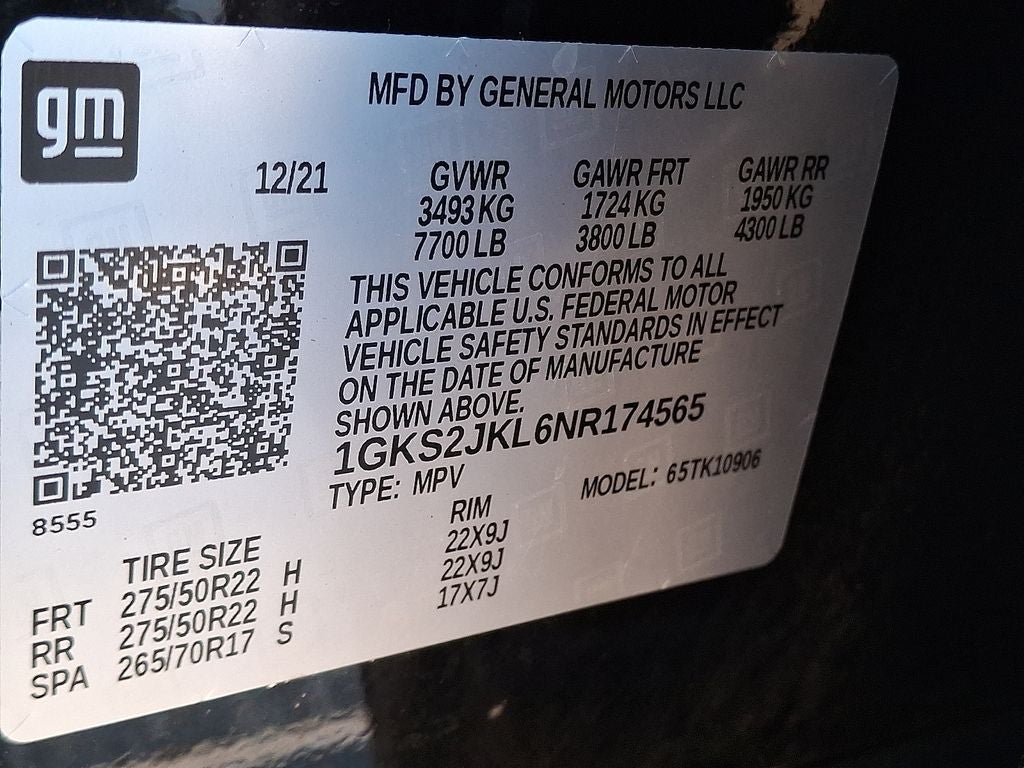 gm
MFD BY GENERAL MOTORS LLC
12/21 GVWR GAWR FRT GAWR RR
3493 KG 1724 KG 1950 KG
7700 LB 3800 LB 4300 LB
THIS VEHICLE CONFORMS TO ALL
APPLICABLE U.S. FEDERAL MOTOR
VEHICLE SAFETY STANDARDS IN EFFECT
ON THE DATE OF MANUFACTURE
SHOWN ABOVE.
1GKS2JKL6NR174565
TYPE: MPV MODEL: 65TK10906
8555
TIRE SIZE RIM
FRT 275/50R22 H 22X9J
RR 275/50R22 H 22X9J
SPA 265/70R17 S 17X7J